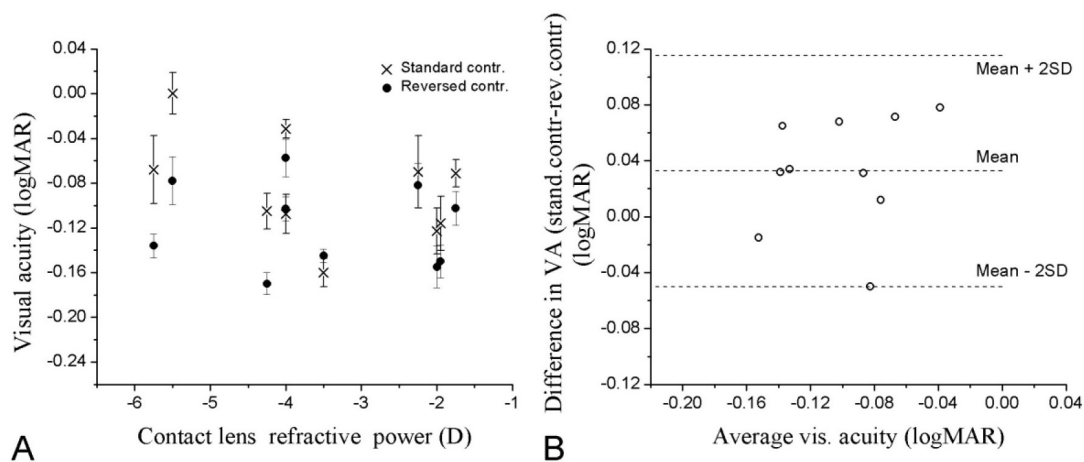 0.04
0.00
-0.04
-0.08
-0.12
-0.16
-0.20
-0.24
Visual acuity (logMAR)
Standard contr.
Reversed contr.
-6
-5
-4
-3
-2
-1
Contact lens refractive power (D)
A
0.12
0.08
0.04
0.00
-0.04
-0.08
-0.12
Difference in VA (stand.contr-rev.contr)
(logMAR)
Mean + 2SD
Mean
Mean - 2SD
-0.20
-0.16
-0.12
-0.08
-0.04
0.00
0.04
Average vis. acuity (logMAR)
B